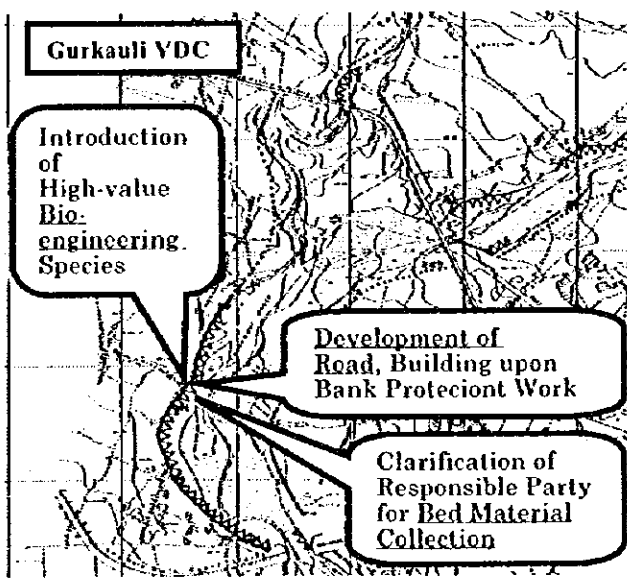 Gurkauli VDC
Introduction
of
High-value
Bio-
engineering
Species
Development of
Road, Building upon
Bank Proteciont Work
Clarification of
Responsible Party
for Bed Material
Collection